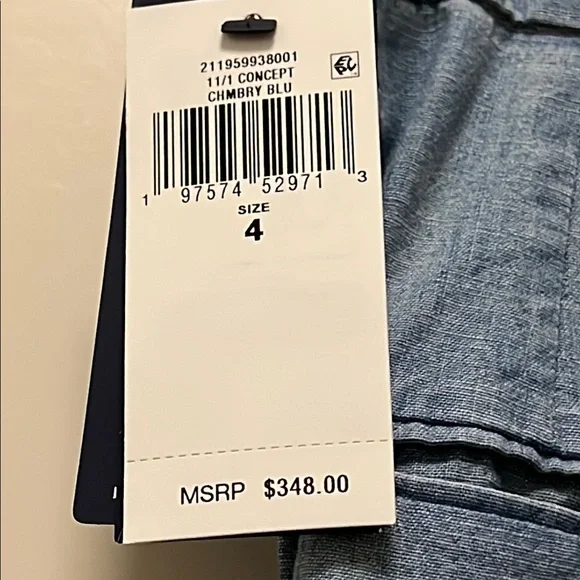 211959938001
11/1 CONCEPT
CHMBRY BLU
1 97574 52971 3
SIZE
4
MSRP $348.00